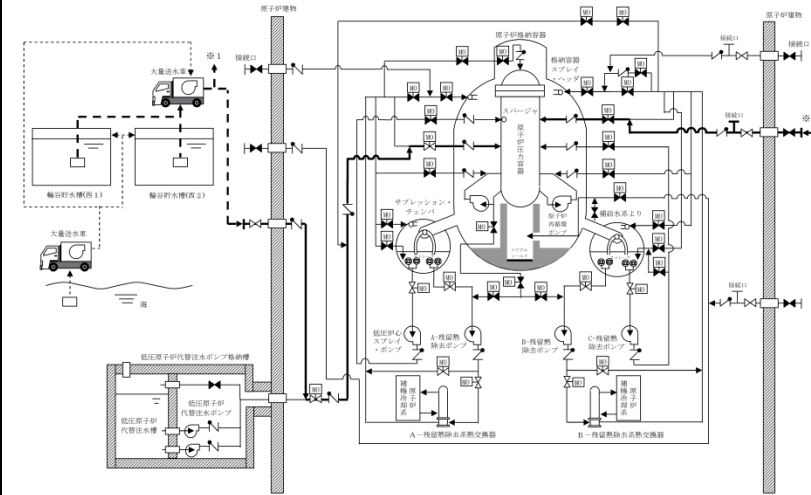 原子炉建物
原子炉建物
※1
接続口
接続口
大量送水車
原子炉格納容器
格納容器
スプレイ・
ヘッダ
MO
スパージャ
原子炉圧力容器
接続口
※
輪谷貯水槽(西1)
輪谷貯水槽(西2)
サプレッション・
チェンバ
原子炉
再循環
ポンプ
補給水系より
大量送水車
海
接続口
低圧炉心
スプレイ
・ポンプ
A-残留熱
除去ポンプ
B-残留熱
除去ポンプ
C-残留熱
除去ポンプ
低圧原子炉代替注水ポンプ格納槽
低圧原子炉
代替注水ポンプ
低圧原子炉
代替注水槽
原子炉
補機冷却系
原子炉
補機冷却系
A－残留熱除去系熱交換器
B－残留熱除去系熱交換器